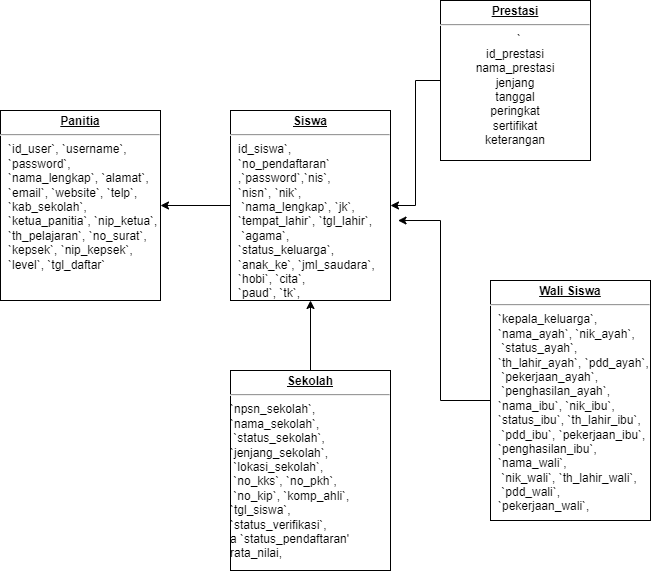 Prestasi
`
id_prestasi
nama_prestasi
jenjang
tanggal
peringkat
sertifikat
keterangan
Panitia
`id_user`, `username`,
`password`,
`nama_lengkap`, `alamat`,
`email`, `website`, `telp`,
`kab_sekolah`,
`ketua_panitia`, `nip_ketua`,
`th_pelajaran`, `no_surat`,
`kepsek`, `nip_kepsek`,
`level`, `tgl_daftar
Siswa
id_siswa`,
`no_pendaftaran`
,`password`,`nis`,
`nisn`, `nik`,
`nama_lengkap`, `jk`,
`tempat_lahir`, `tgl_lahir`,
`agama`,
`status_keluarga`,
`anak_ke`, `jml_saudara`,
`hobi`, `cita`,
`paud`, `tk`,
Wali Siswa
`kepala_keluarga`,
`nama_ayah`, `nik_ayah`,
`status_ayah`,
`th_lahir_ayah`, `pdd_ayah`,
`pekerjaan_ayah`,
`penghasilan_ayah`,
`nama_ibu`, `nik_ibu`,
`status_ibu`, `th_lahir_ibu`,
`pdd_ibu`, `pekerjaan_ibu`,
`penghasilan_ibu`,
`nama_wali`,
`nik_wali`, `th_lahir_wali`,
`pdd_wali`,
`pekerjaan_wali`,
Sekolah
`npsn_sekolah`,
`nama_sekolah`,
`status_sekolah`,
`jenjang_sekolah`,
`lokasi_sekolah`,
`no_kks`, `no_pkh`,
`no_kip`, `komp_ahli`,
`tgl_siswa`,
`status_verifikasi`,
a `status_pendaftaran'
rata_nilai,